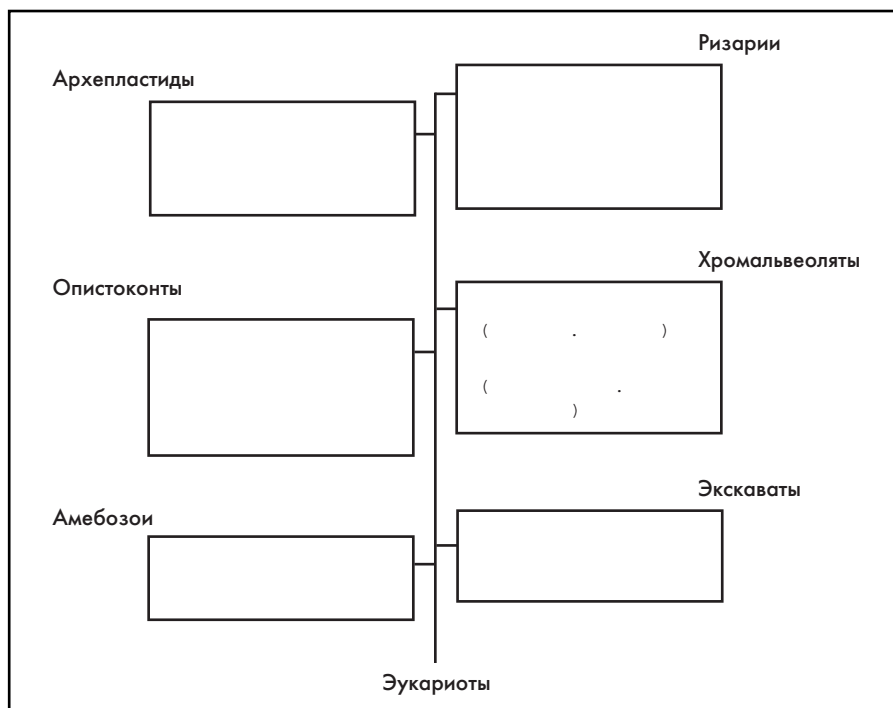 Ризарии
Архепластиды
Хромальвеоляты
Опистоконты
( . )
( .
)
Экскаваты
Амебозои
Эукариоты